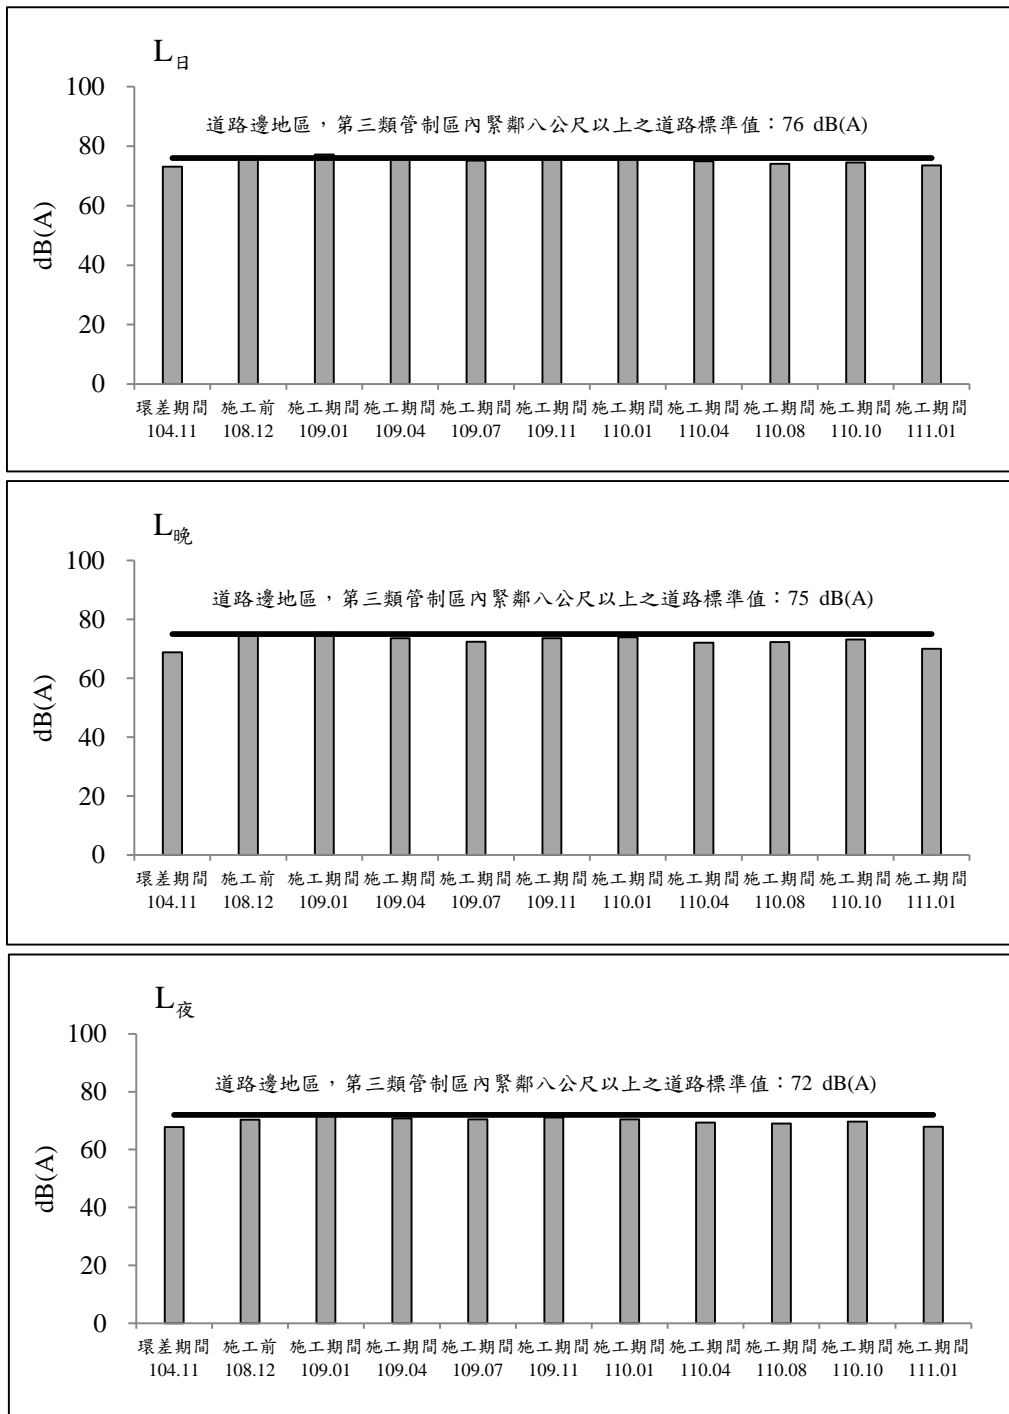 L日
100
道路邊地區，第三類管制區內緊鄰八公尺以上之道路標準值：76 dB(A)
80
60
dB(A)
40
20
0
環差期間 施工前 施工期間 施工期間 施工期間 施工期間 施工期間 施工期間 施工期間 施工期間 施工期間
104.11 108.12 109.01 109.04 109.07 109.11 110.01 110.04 110.08 110.10 111.01
L晚
100
道路邊地區，第三類管制區內緊鄰八公尺以上之道路標準值：75 dB(A)
80
60
dB(A)
40
20
0
環差期間 施工前 施工期間 施工期間 施工期間 施工期間 施工期間 施工期間 施工期間 施工期間 施工期間
104.11 108.12 109.01 109.04 109.07 109.11 110.01 110.04 110.08 110.10 111.01
L夜
100
道路邊地區，第三類管制區內緊鄰八公尺以上之道路標準值：72 dB(A)
80
60
dB(A)
40
20
0
環差期間 施工前 施工期間 施工期間 施工期間 施工期間 施工期間 施工期間 施工期間 施工期間 施工期間
104.11 108.12 109.01 109.04 109.07 109.11 110.01 110.04 110.08 110.10 111.01